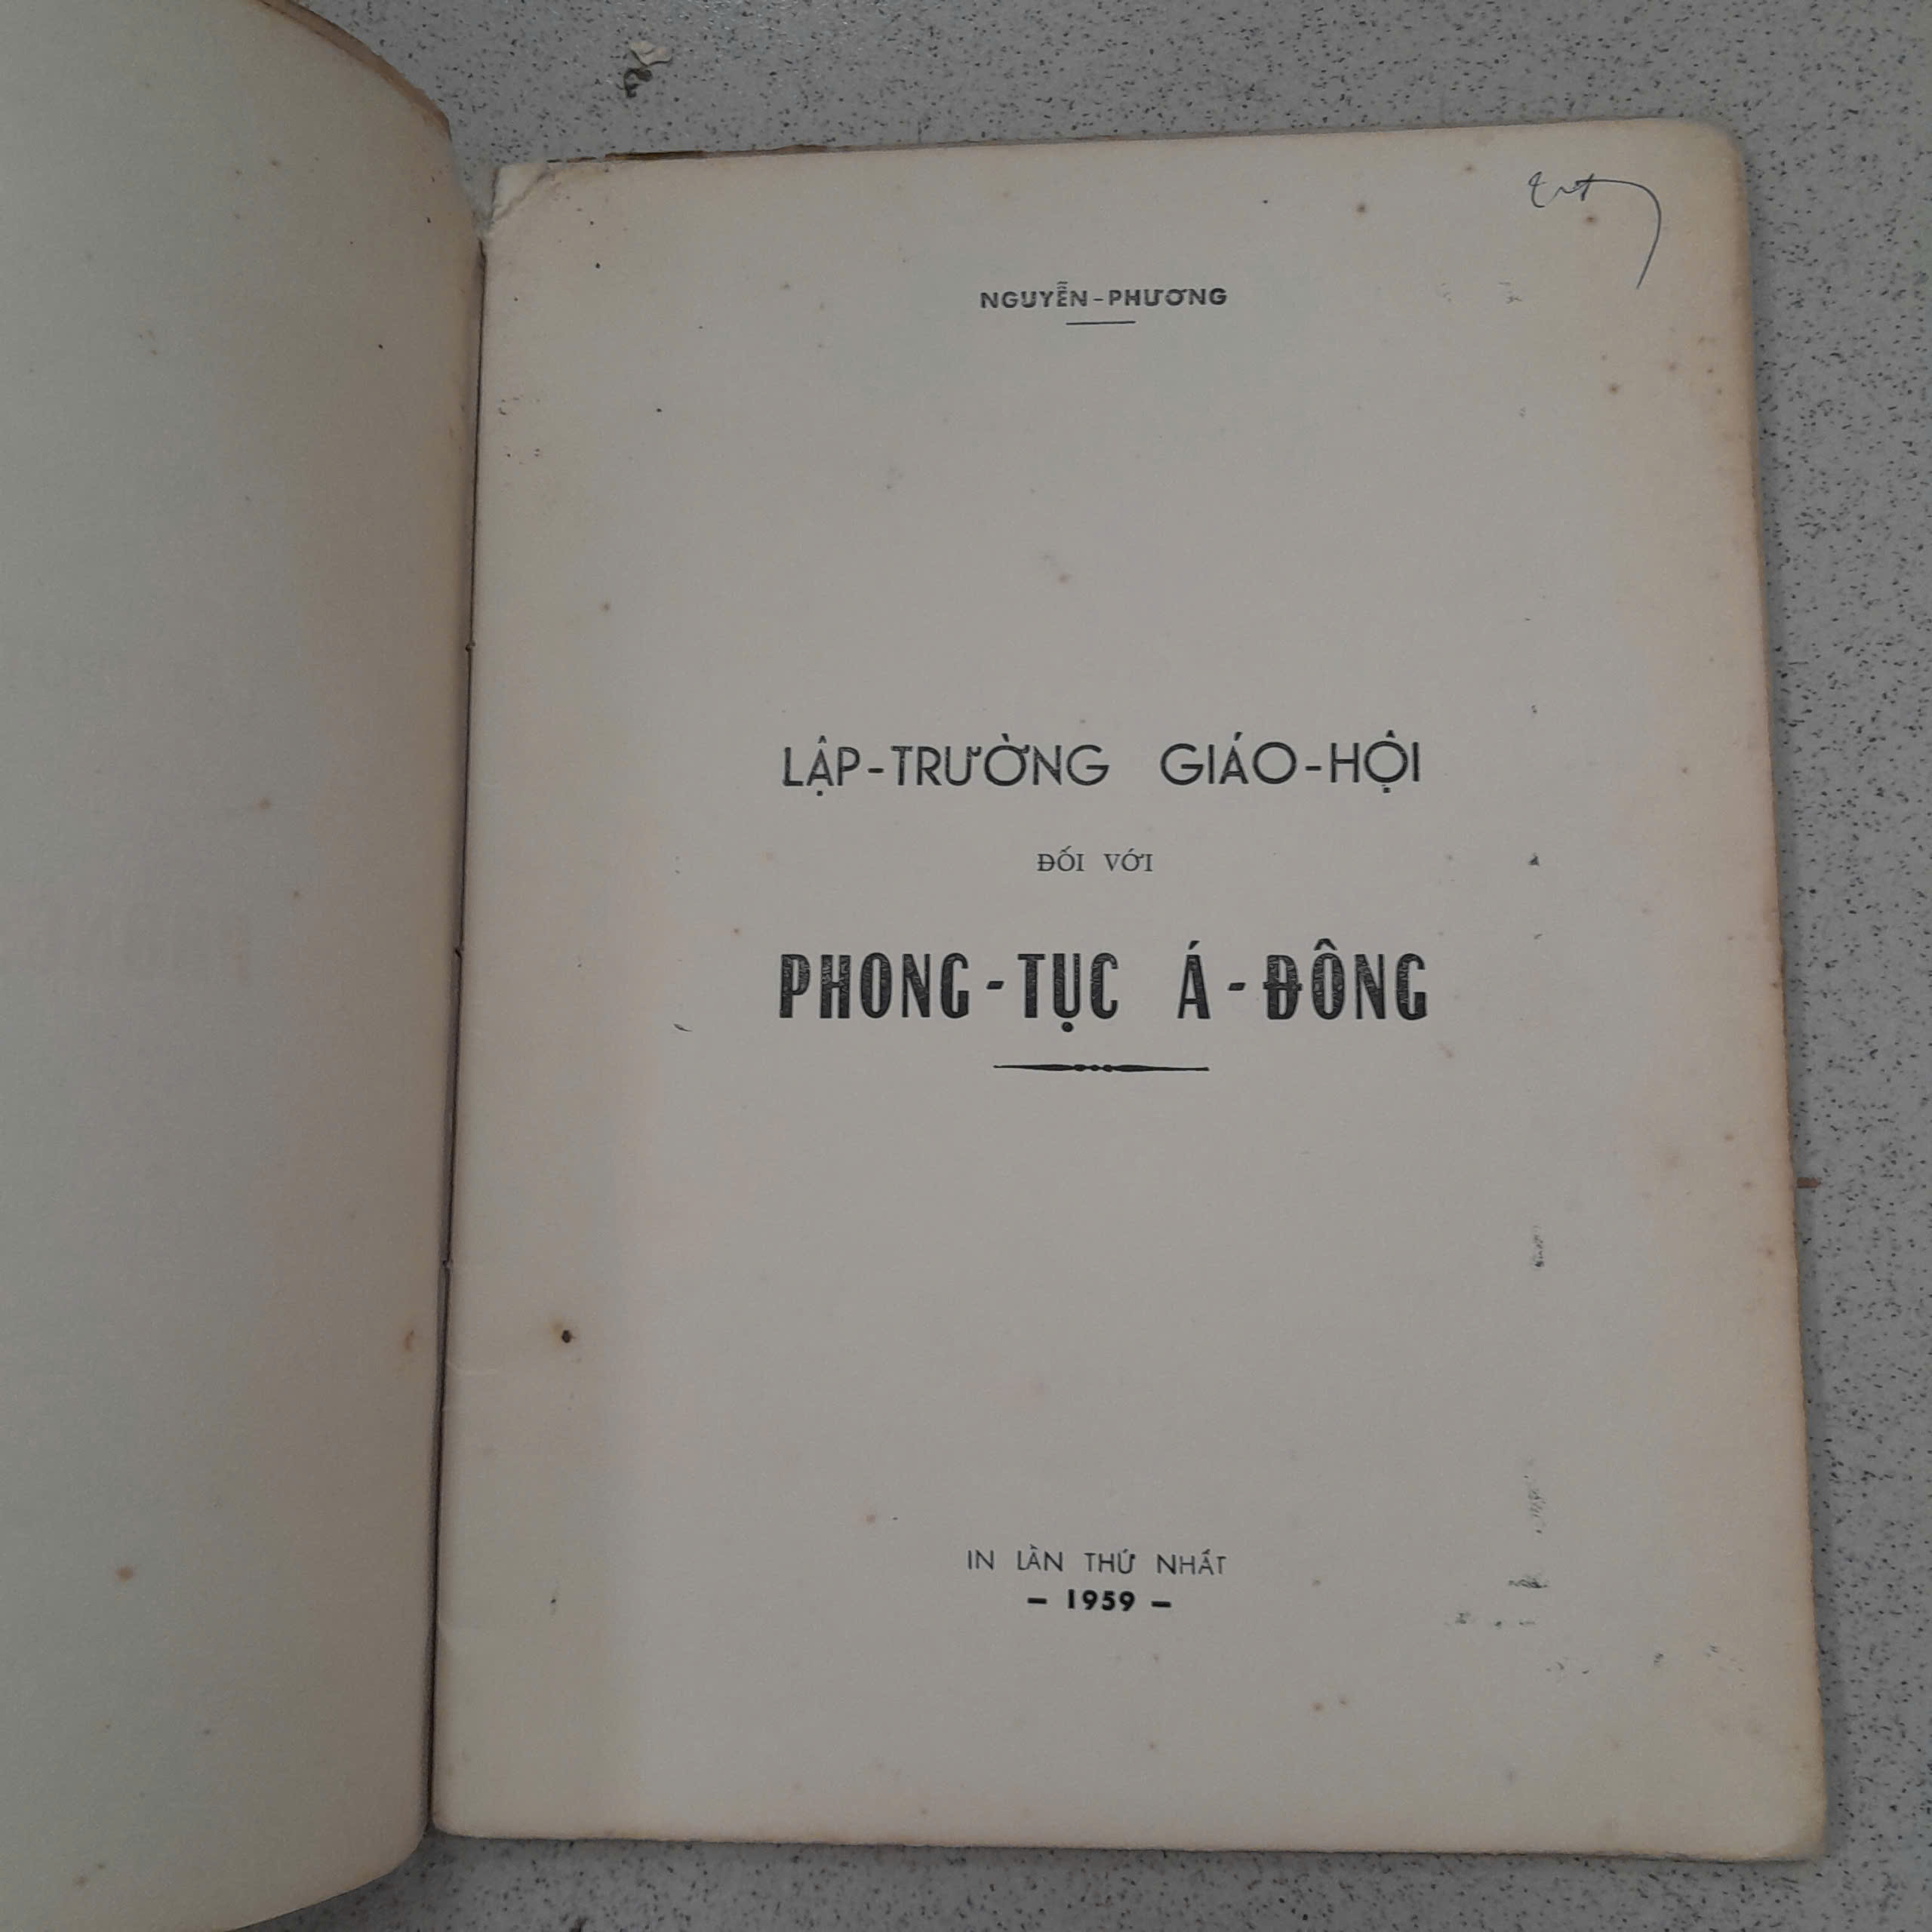 NGUYỄN-PHƯƠNG
LẬP-TRƯỜNG GIÁO-HỘI
ĐỐI VỚI
PHONG-TỤC Á-ĐÔNG
IN LẦN THỨ NHẤT
— 1959 —